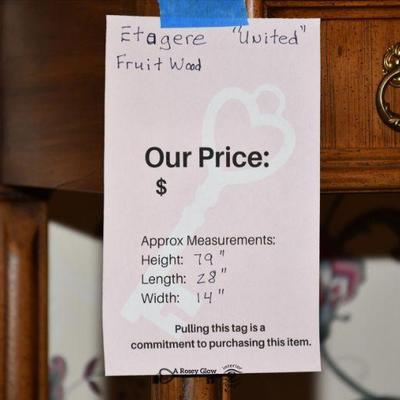 Etagere "United"
Fruit Wood
Our Price:
$
Approx Measurements:
Height: 79"
Length: 28"
Width: 14"
Pulling this tag is a
commitment to purchasing this item.
A Rosey Glow